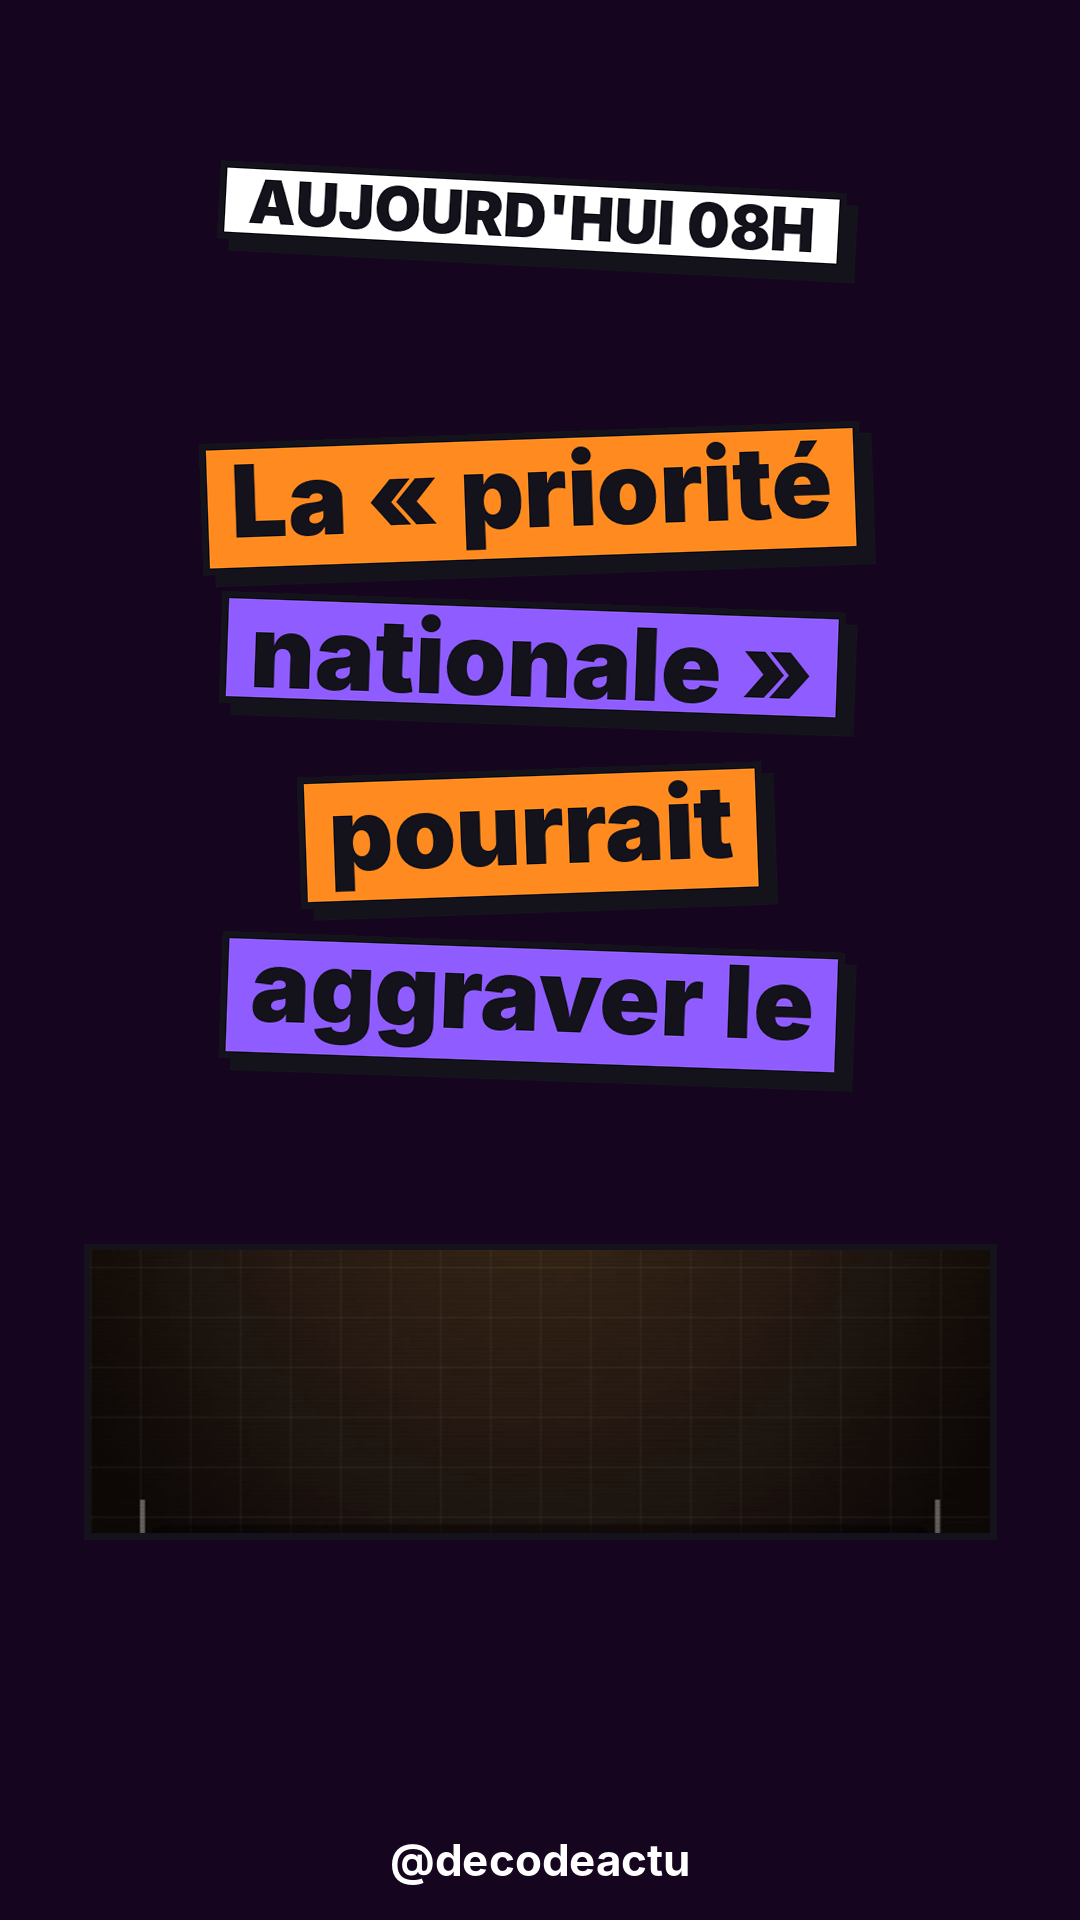 AUJOURD'HUI 08H
La « priorité
nationale »
pourrait
aggraver le
@decodeactu